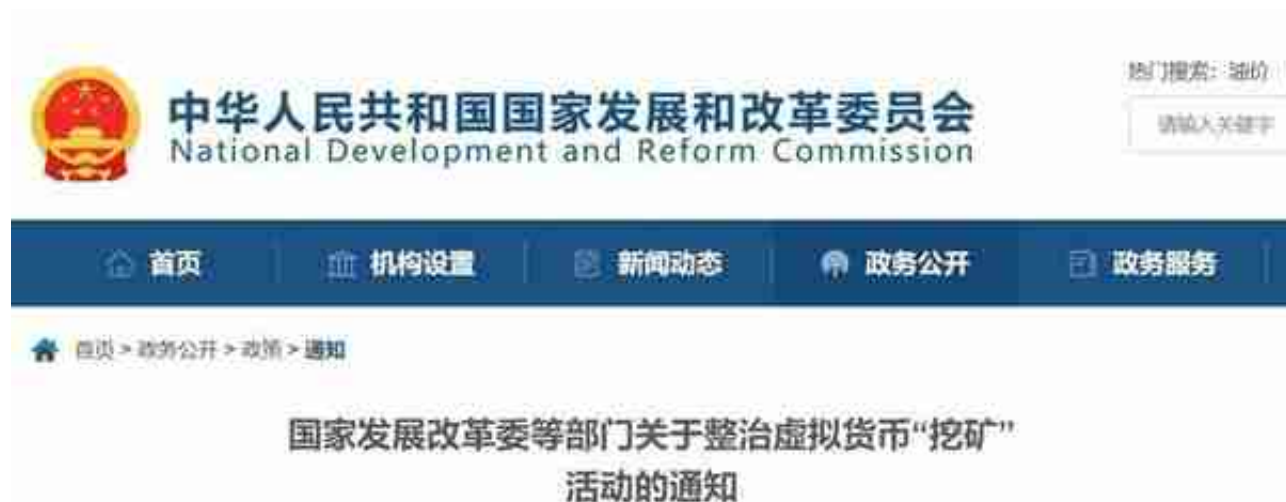 热门搜索：油价
中华人民共和国国家发展和改革委员会
National Development and Reform Commission
请输入关键字
首页 机构设置 新闻动态 政务公开 政务服务
首页 > 政务公开 > 政策 > 通知
国家发展改革委等部门关于整治虚拟货币“挖矿”
活动的通知